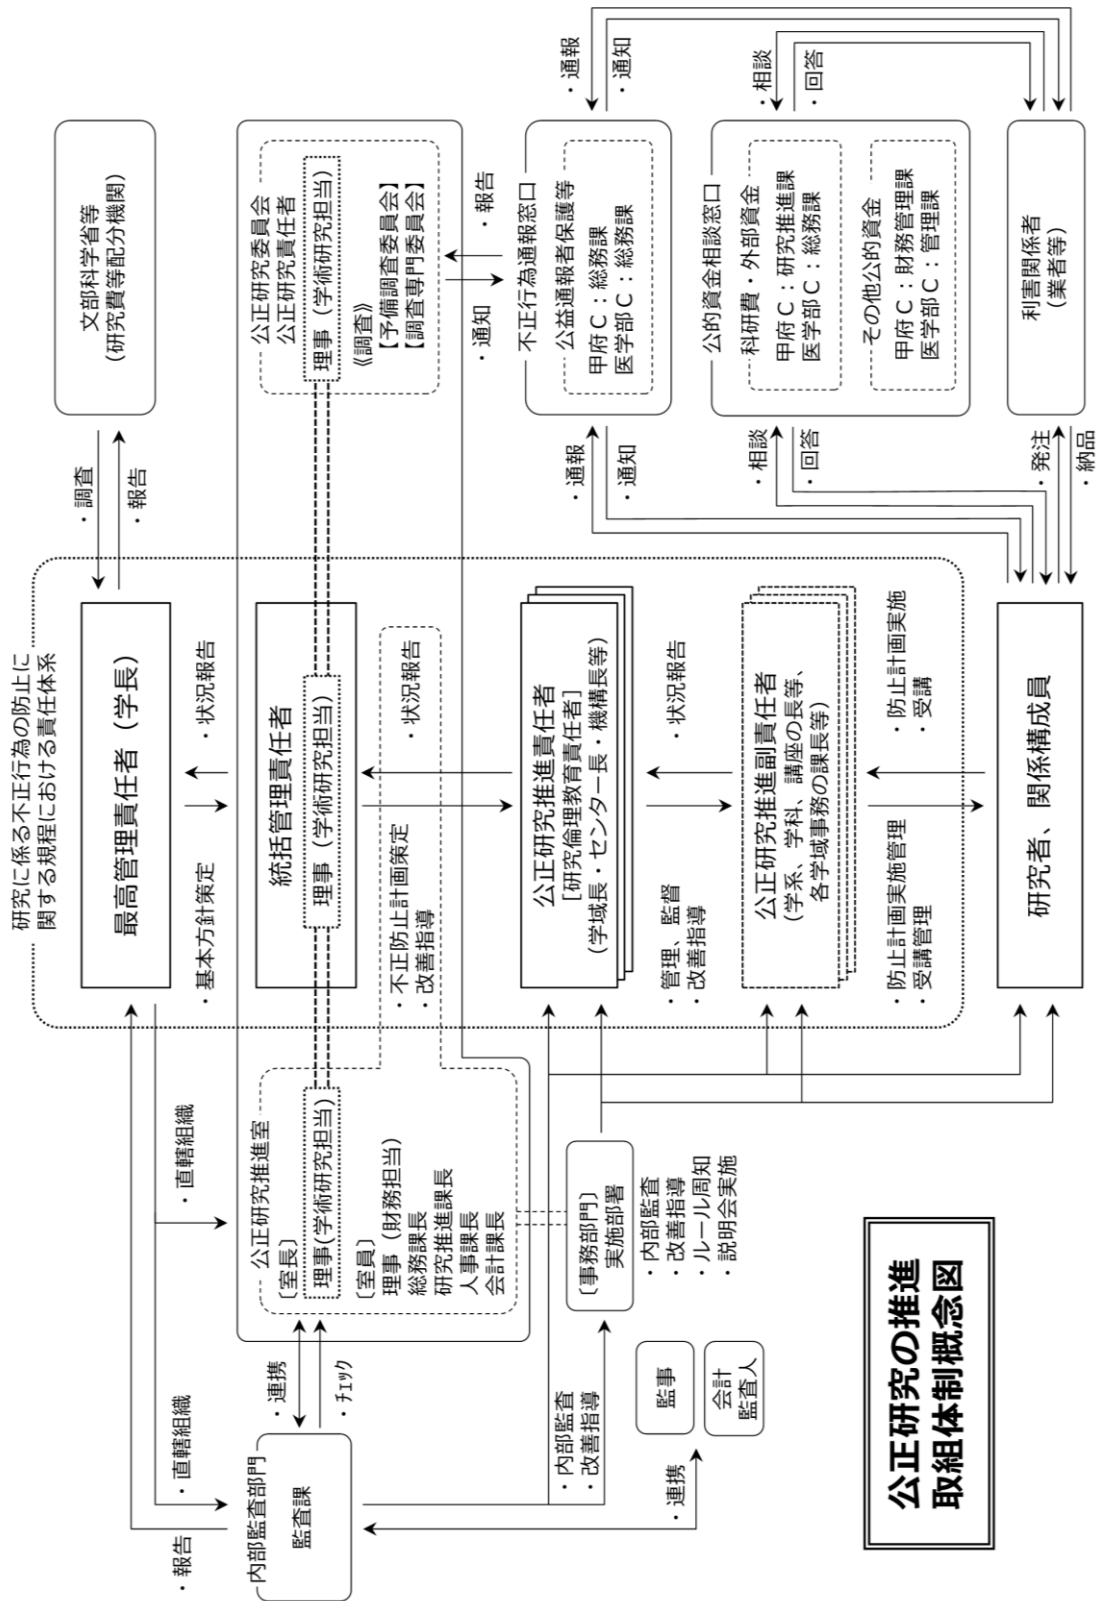 公正研究の推進
取組体制概念図
研究に係る不正行為の防止に
関する規程における責任体系
最高管理責任者（学長）
・基本方針策定
・状況報告
統括管理責任者
理事（学術研究担当）
・不正防止計画策定
・改善指導
・状況報告
公正研究推進責任者
[研究倫理教育責任者]
(学域長・センター長・機構長等)
・管理、監督
・改善指導
・状況報告
公正研究推進副責任者
(学系、学科、講座の長等、
各学域事務の課長等)
・防止計画実施管理
・受講管理
・防止計画実施
・受講
研究者、関係構成員
文部科学省等
(研究費等配分機関)
・調査
・報告
公正研究委員会
公正研究責任者
理事（学術研究担当）
《調査》
【予備調査委員会】
【調査専門委員会】
・通知
・報告
不正行為通報窓口
公益通報者保護等
甲府C：総務課
医学部C：総務課
・通報
・通知
・通報
・通知
公的資金相談窓口
科研費・外部資金
甲府C：研究推進課
医学部C：総務課
その他公的資金
甲府C：財務管理課
医学部C：管理課
・相談
・回答
・相談
・回答
利害関係者
(業者等)
・発注
・納品
・直轄組織
公正研究推進室
〔室長〕
理事(学術研究担当)
〔室員〕
理事（財務担当）
総務課長
研究推進課長
人事課長
会計課長
〔事務部門〕
実施部署
・内部監査
・改善指導
・ルール周知
・説明会実施
・報告
・直轄組織
内部監査部門
監査課
・連携
・ﾁｪｯｸ
・内部監査
・改善指導
・連携
監事
会計
監査人